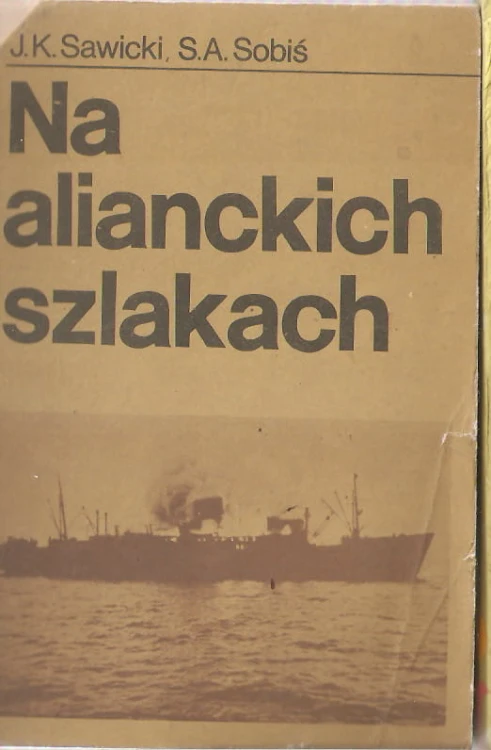 J.K. Sawicki, S.A. Sobiś
Na
alianckich
szlakach